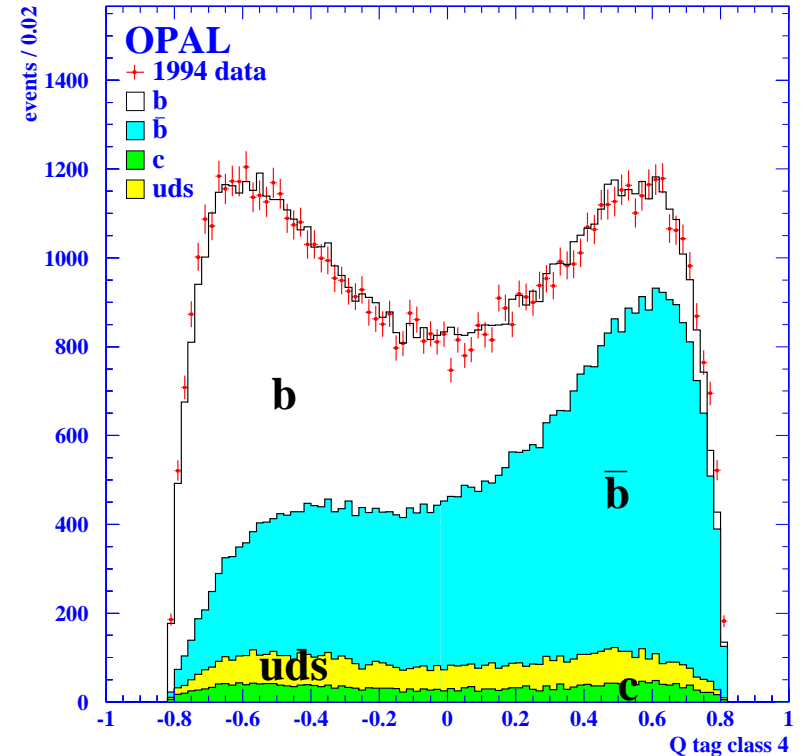 events / 0.02
OPAL
1994 data
b
b̄
c
uds
1400
1200
1000
800
600
400
200
0
b
b̄
uds
c
-1 -0.8 -0.6 -0.4 -0.2 0 0.2 0.4 0.6 0.8 1
Q tag class 4